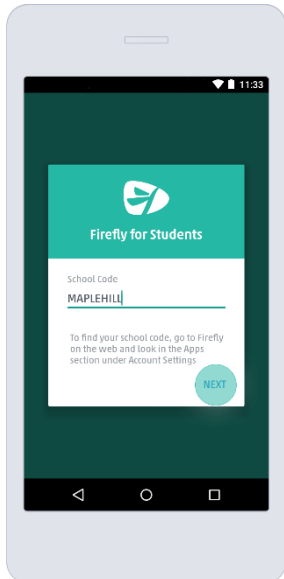 11:33
Firefly for Students
School Code
MAPLEHILL
To find your school code, go to Firefly
on the web and look in the Apps
section under Account Settings
NEXT